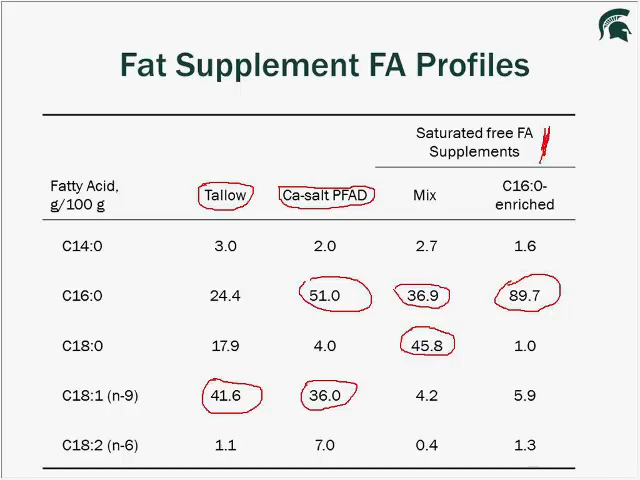 Fat Supplement FA Profiles
Saturated free FA
Supplements
Fatty Acid,
g/100 g
Tallow
Ca-salt PFAD
Mix
C16:0-
enriched
C14:0 3.0 2.0 2.7 1.6
C16:0 24.4 51.0 36.9 89.7
C18:0 17.9 4.0 45.8 1.0
C18:1 (n-9) 41.6 36.0 4.2 5.9
C18:2 (n-6) 1.1 7.0 0.4 1.3